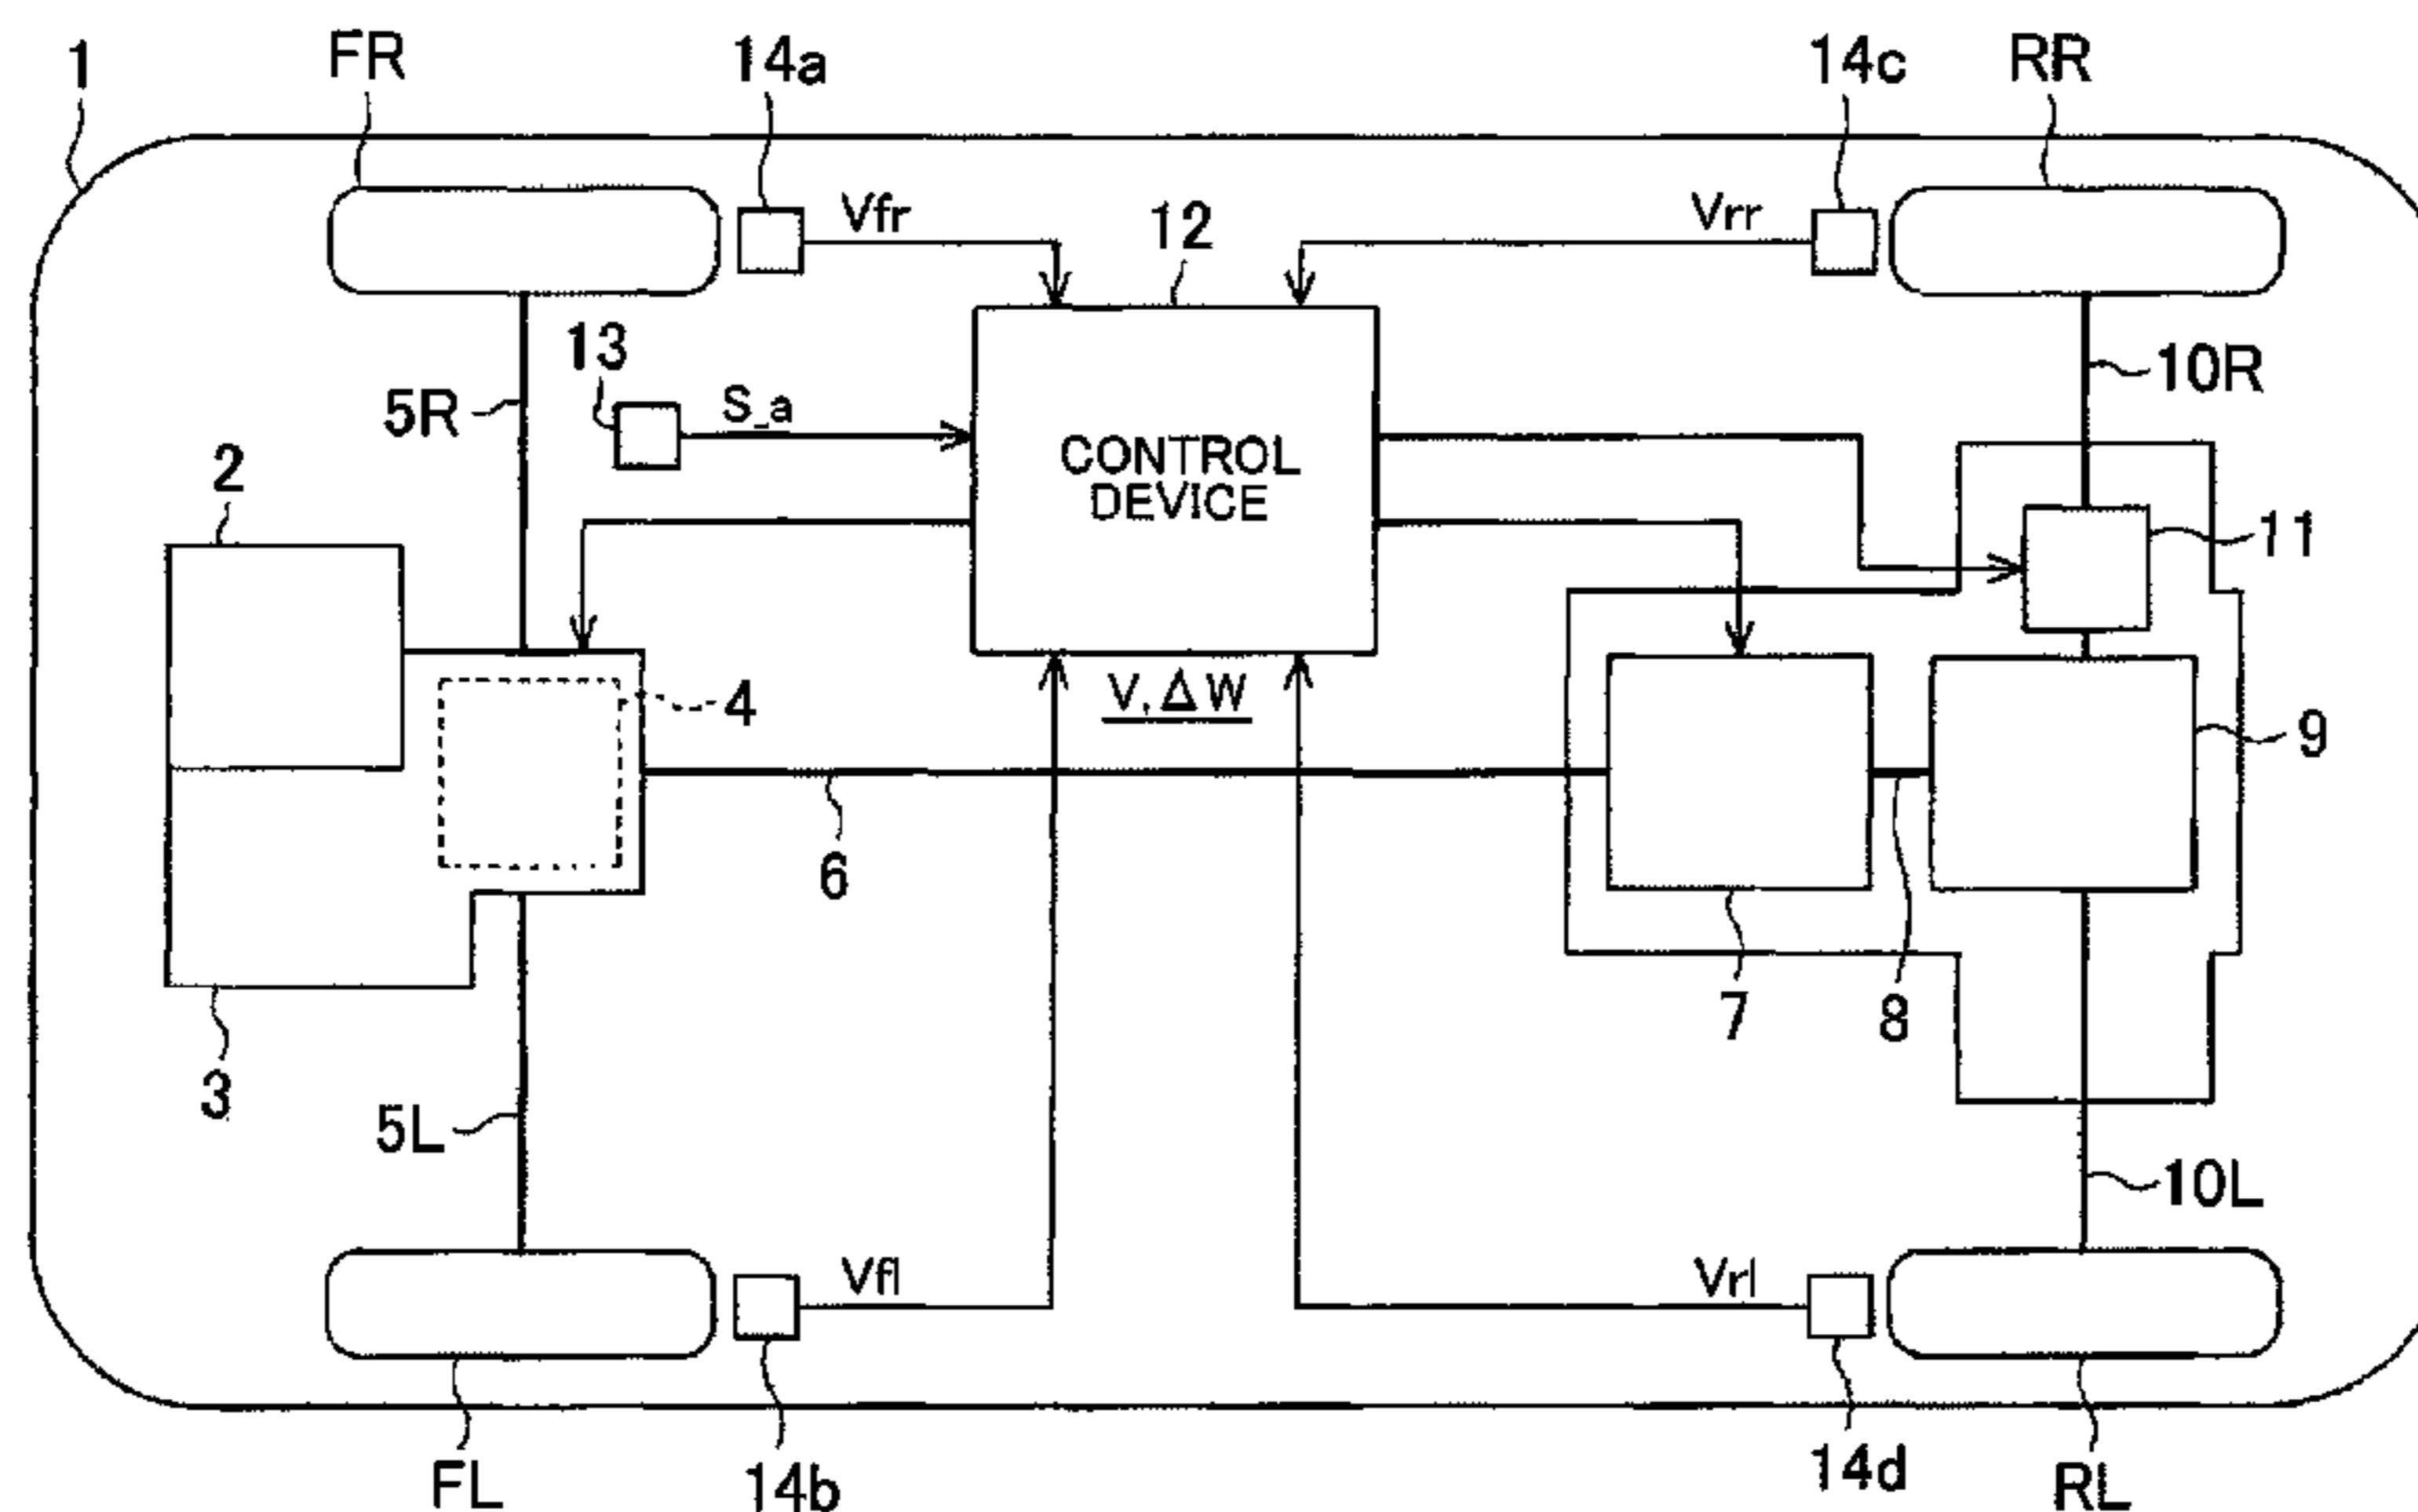 1
FR
14a
14c
RR
Vfr
12
Vrr
13
S_a
5R
10R
2
CONTROL
DEVICE
11
4
V, ΔW
9
6
7
8
3
5L
10L
Vfl
Vrl
FL
14b
14d
RL